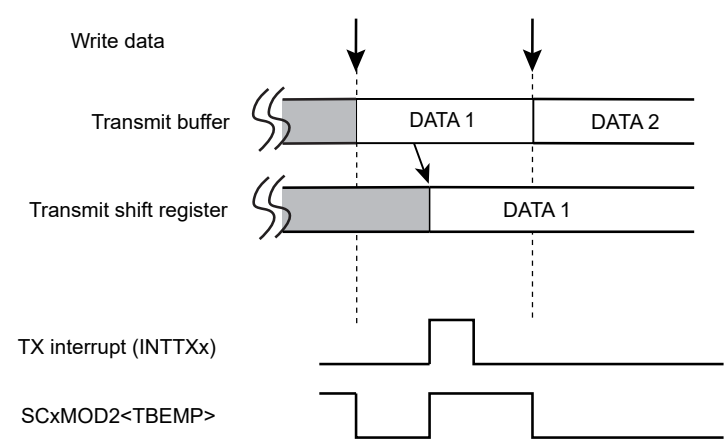 Write data
Transmit buffer
DATA 1
DATA 2
Transmit shift register
DATA 1
TX interrupt (INTTXx)
SCxMOD2<TBEMP>